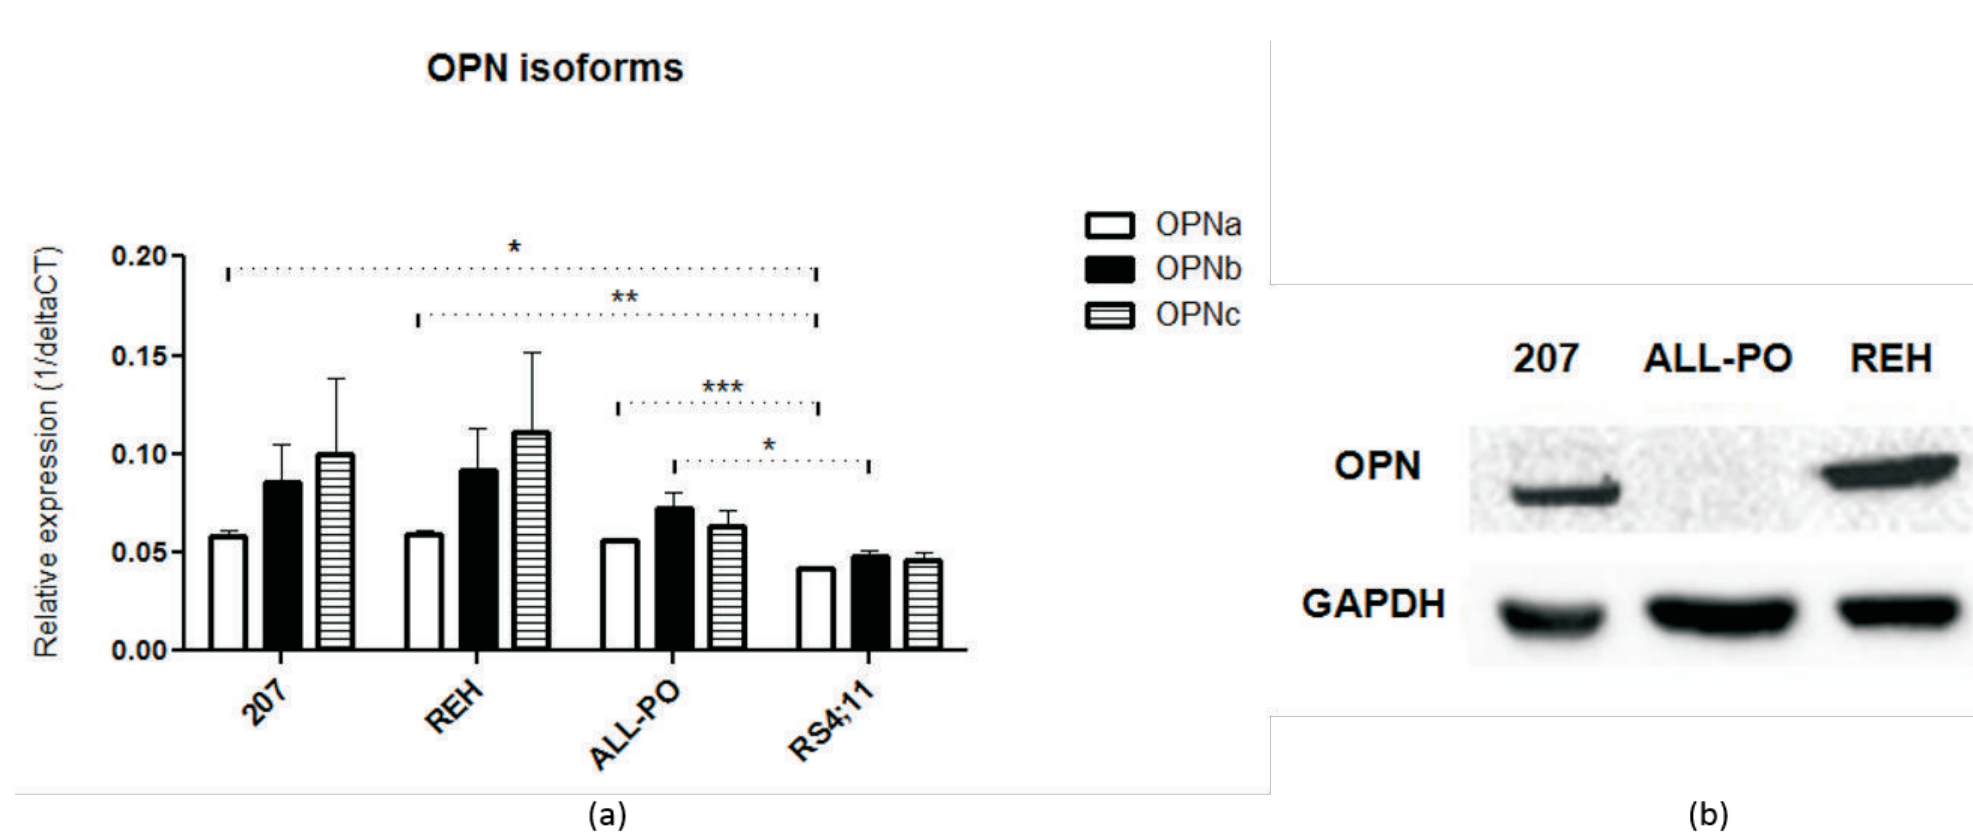 OPN isoforms
Relative expression (1/deltaCT)
0.20
0.15
0.10
0.05
0.00
*
**
***
*
207
REH
ALL-PO
RS4;11
OPNa
OPNb
OPNc
(a)
207 ALL-PO REH
OPN
GAPDH
(b)